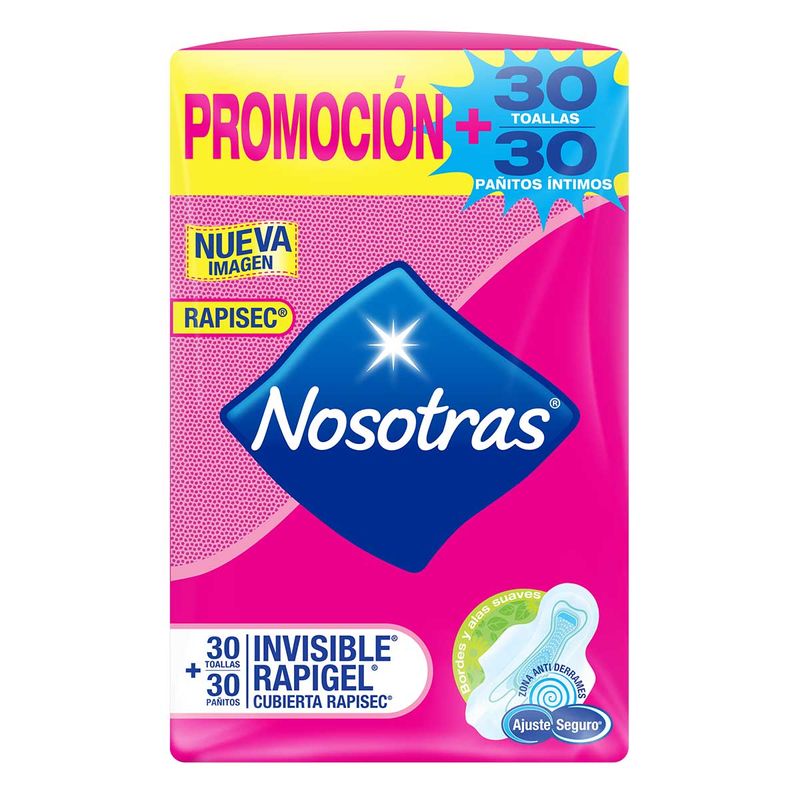 PROMOCIÓN + 30
TOALLAS
30
PAÑITOS ÍNTIMOS
NUEVA
IMAGEN
RAPISEC®
Nosotras®
30
TOALLAS
+ 30
PAÑITOS
INVISIBLE®
RAPIGEL®
CUBIERTA RAPISEC®
Bordes y alas suaves
ZONA ANTI DERRAMES
Ajuste Seguro®